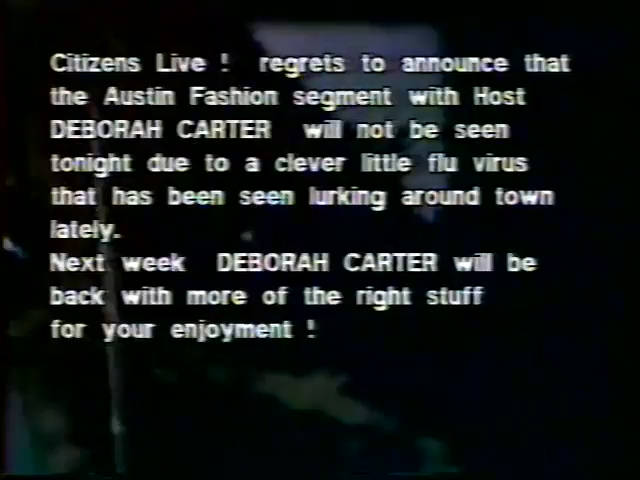 Citizens Live ! regrets to announce that
the Austin Fashion segment with Host
DEBORAH CARTER will not be seen
tonight due to a clever little flu virus
that has been seen lurking around town
lately.
Next week DEBORAH CARTER will be
back with more of the right stuff
for your enjoyment !